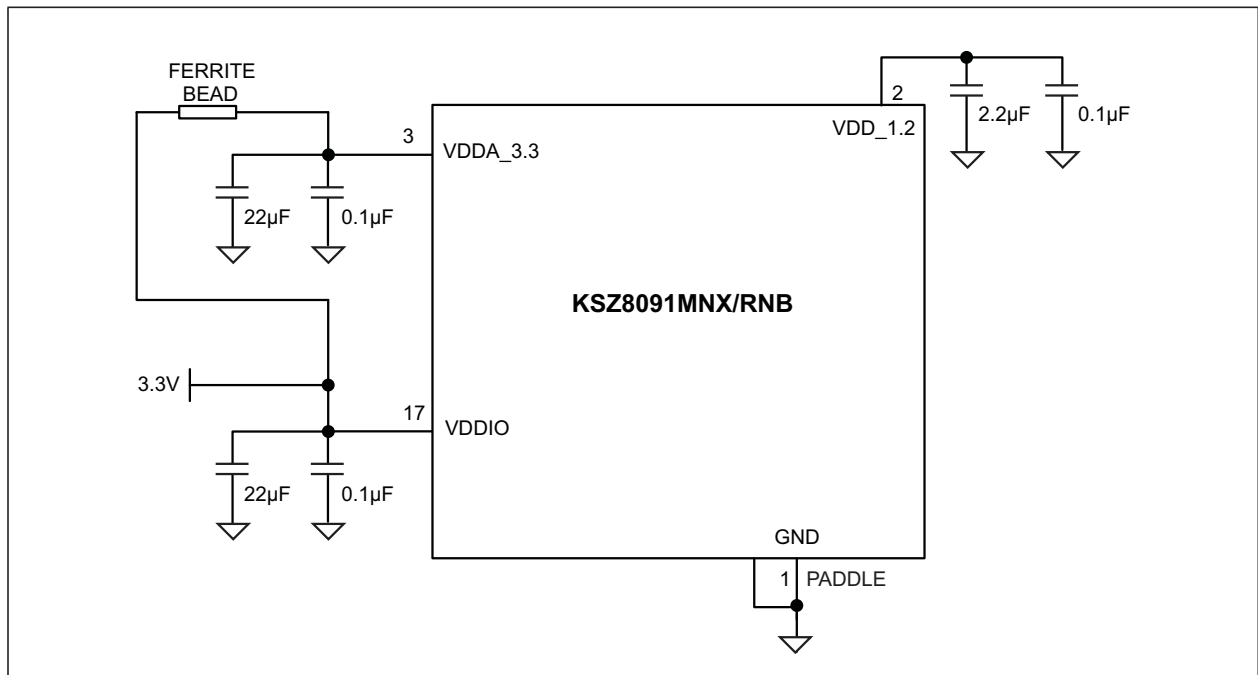 FERRITE
BEAD
3
VDDA_3.3
22µF
0.1µF
2
VDD_1.2
2.2µF
0.1µF
KSZ8091MNX/RNB
3.3V
17
VDDIO
22µF
0.1µF
GND
1
PADDLE